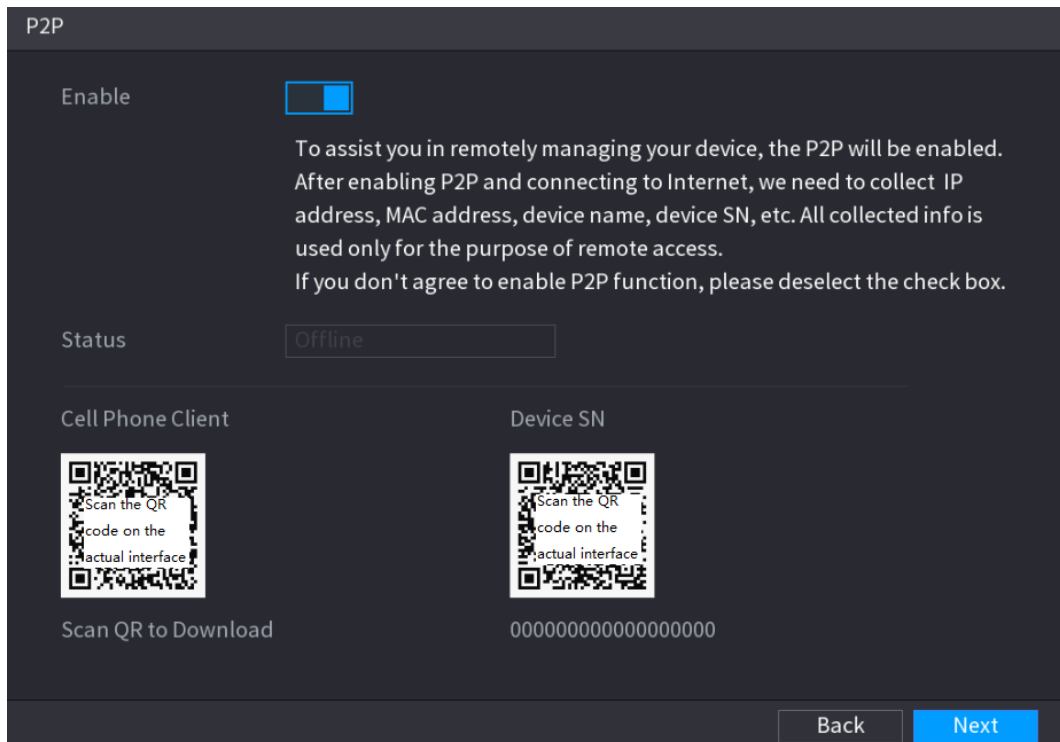 P2P
Enable
To assist you in remotely managing your device, the P2P will be enabled.
After enabling P2P and connecting to Internet, we need to collect IP
address, MAC address, device name, device SN, etc. All collected info is
used only for the purpose of remote access.
If you don't agree to enable P2P function, please deselect the check box.
Status
Offline
Cell Phone Client
Device SN
Scan the QR
code on the
actual interface
Scan the QR
code on the
actual interface
Scan QR to Download
000000000000000000
Back
Next